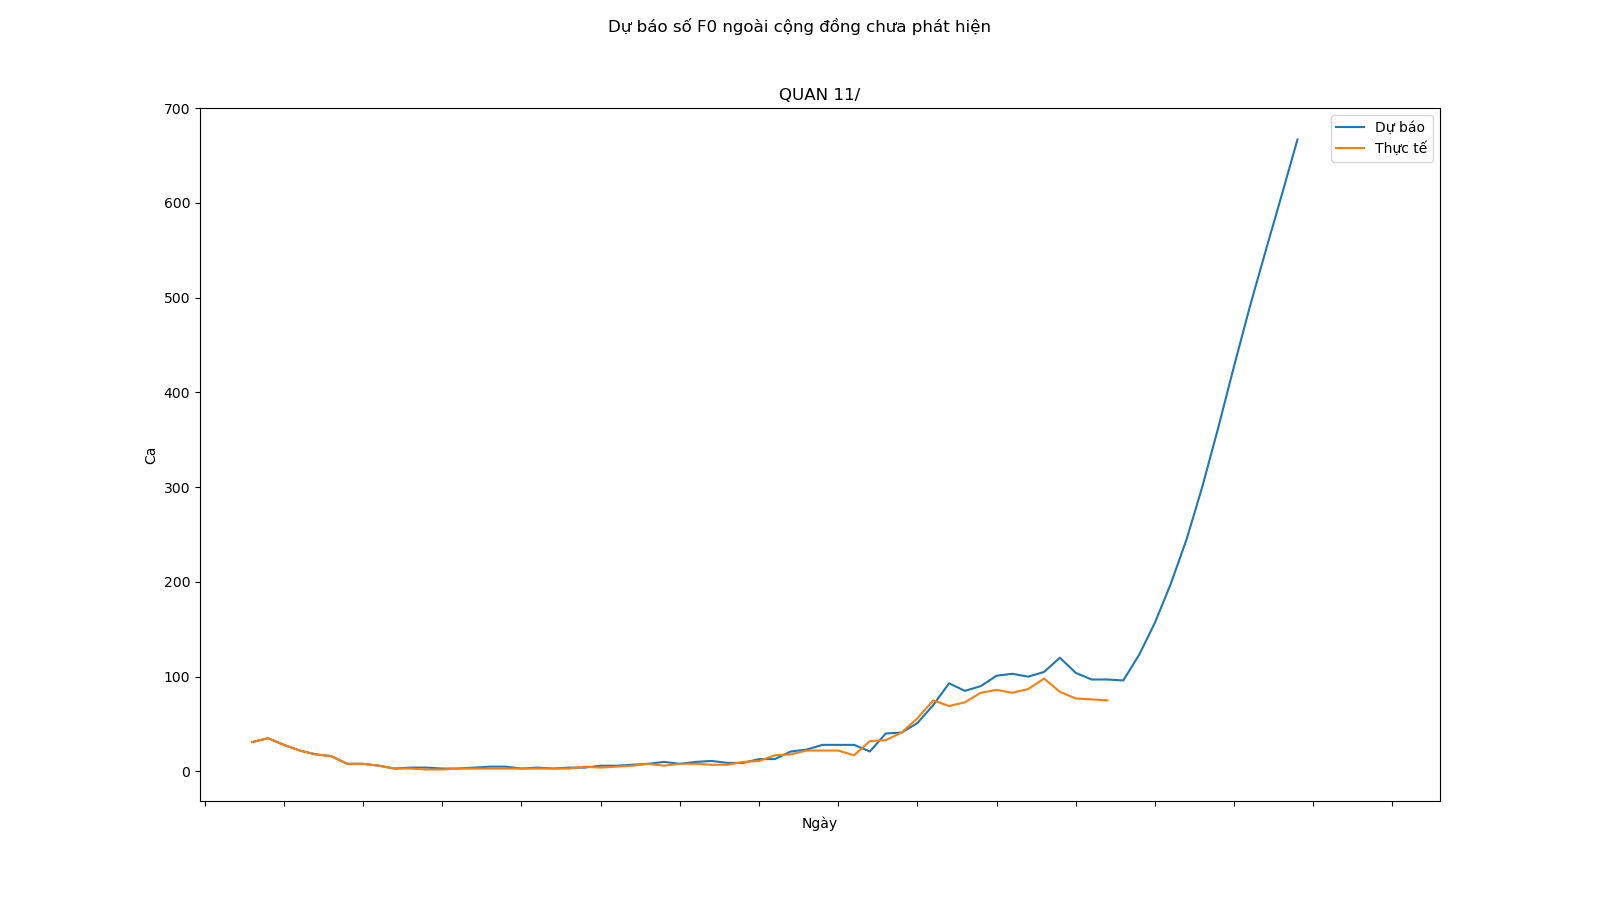 Dự báo số F0 ngoài cộng đồng chưa phát hiện
QUAN 11/
Dự báo
Thực tế
700
600
500
400
300
200
100
0
Ca
Ngày